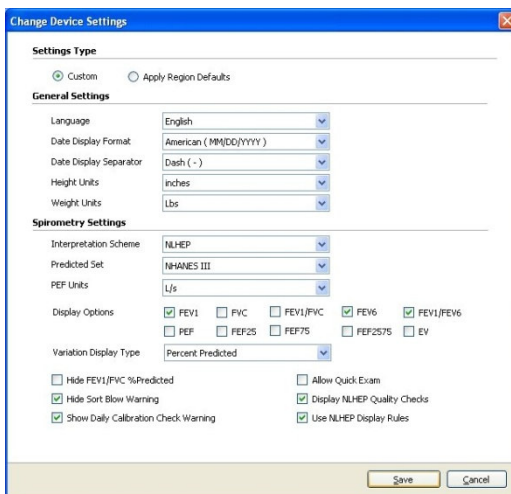 Change Device Settings
Settings Type
Custom Apply Region Defaults
General Settings
Language English
Date Display Format American ( MM/DD/YYYY )
Date Display Separator Dash ( - )
Height Units inches
Weight Units Lbs
Spirometry Settings
Interpretation Scheme NLHEP
Predicted Set NHANES III
PEF Units L/s
Display Options FEV1 FVC FEV1/FVC FEV6 FEV1/FEV6
PEF FEF25 FEF75 FEF2575 EV
Variation Display Type Percent Predicted
Hide FEV1/FVC %Predicted Allow Quick Exam
Hide Sort Blow Warning Display NLHEP Quality Checks
Show Daily Calibration Check Warning Use NLHEP Display Rules
Save Cancel